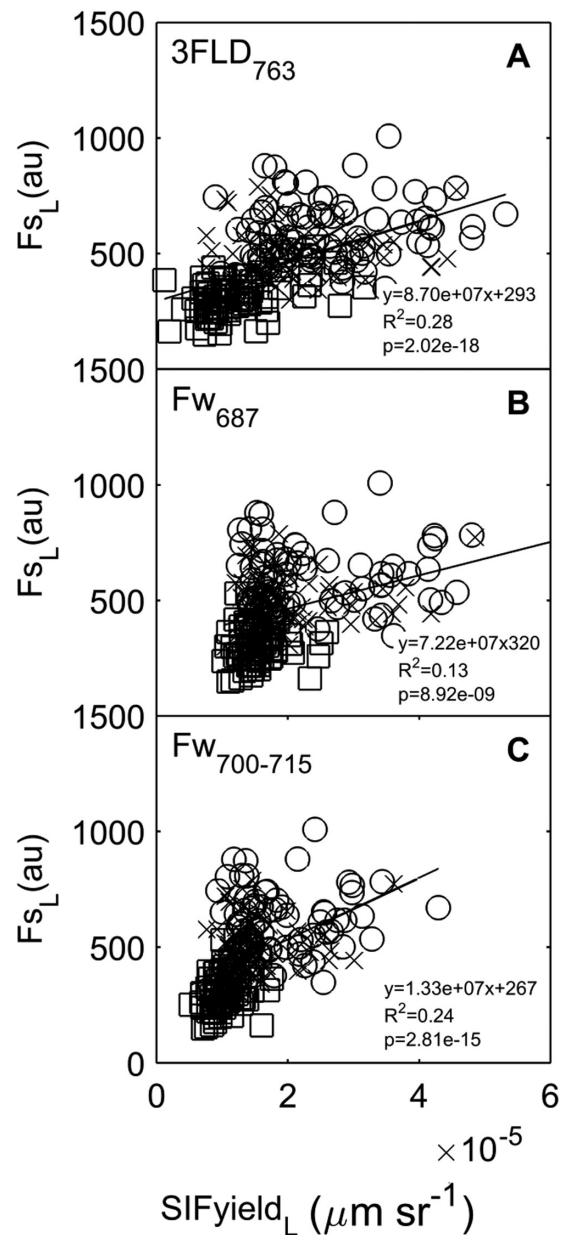 1500
3FLD763
A
1000
FsL(au)
500
y=8.70e+07x+293
R2=0.28
p=2.02e-18
1500
Fw687
B
1000
FsL(au)
500
y=7.22e+07x320
R2=0.13
p=8.92e-09
1500
Fw700-715
C
1000
FsL(au)
500
y=1.33e+07x+267
R2=0.24
p=2.81e-15
0
0 2 4 6
×10-5
SIFyieldL (μm sr-1)